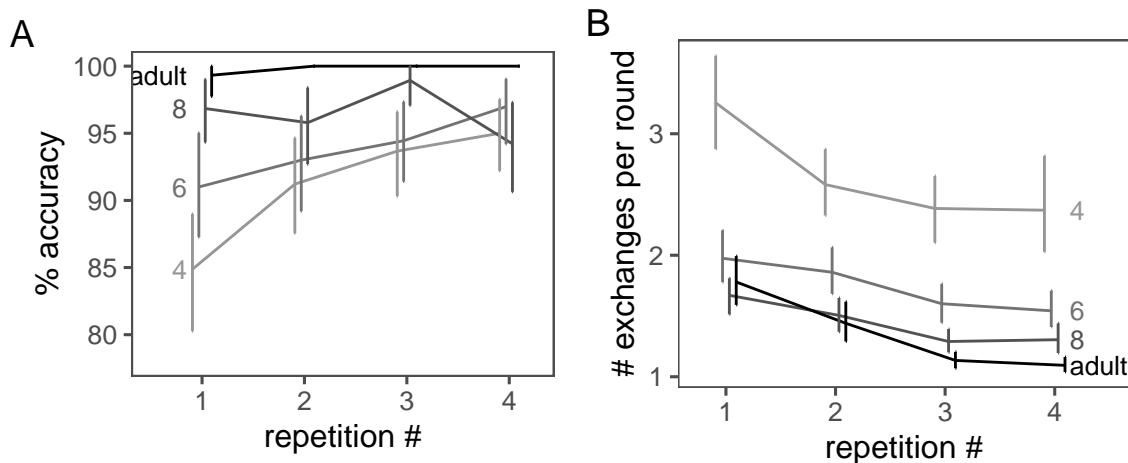 A
% accuracy
100
95
90
85
80
adult
8
6
4
1 2 3 4
repetition #
B
# exchanges per round
3
2
1
4
6
8
adult
1 2 3 4
repetition #